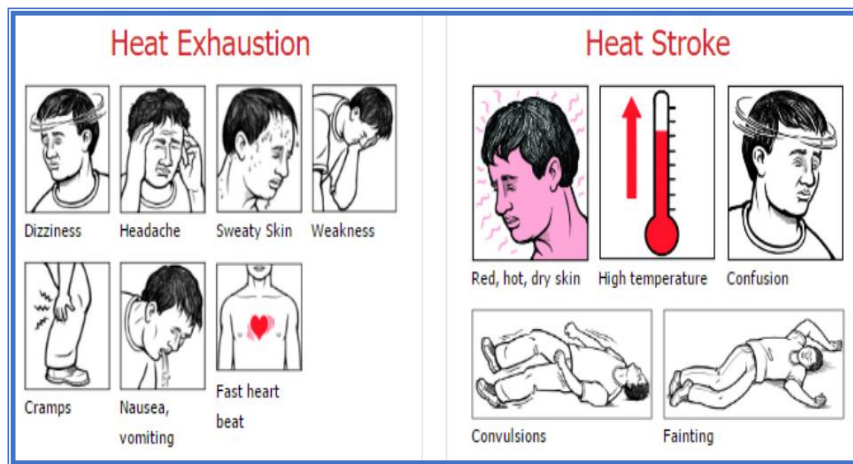 Heat Exhaustion
Dizziness
Headache
Sweaty Skin
Weakness
Cramps
Nausea,
vomiting
Fast heart
beat
Heat Stroke
Red, hot, dry skin
High temperature
Confusion
Convulsions
Fainting